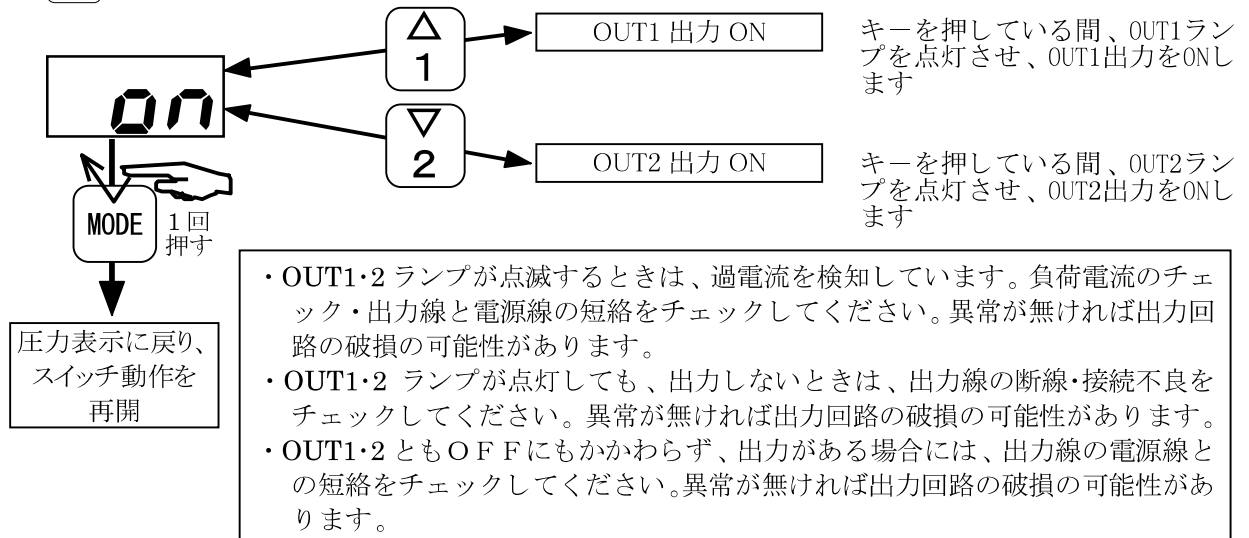 △
1
OUT1 出力 ON
キーを押している間、OUT1ラン
プを点灯させ、OUT1出力をONし
ます
on
▽
2
OUT2 出力 ON
キーを押している間、OUT2ラン
プを点灯させ、OUT2出力をONし
ます
MODE
1回
押す
圧力表示に戻り、
スイッチ動作を
再開
・OUT1･2 ランプが点滅するときは、過電流を検知しています。負荷電流のチェ
ック・出力線と電源線の短絡をチェックしてください。異常が無ければ出力回
路の破損の可能性があります。
・OUT1･2 ランプが点灯しても、出力しないときは、出力線の断線･接続不良を
チェックしてください。異常が無ければ出力回路の破損の可能性があります。
・OUT1･2 ともＯＦＦにもかかわらず、出力がある場合には、出力線の電源線と
の短絡をチェックしてください。異常が無ければ出力回路の破損の可能性があ
ります。